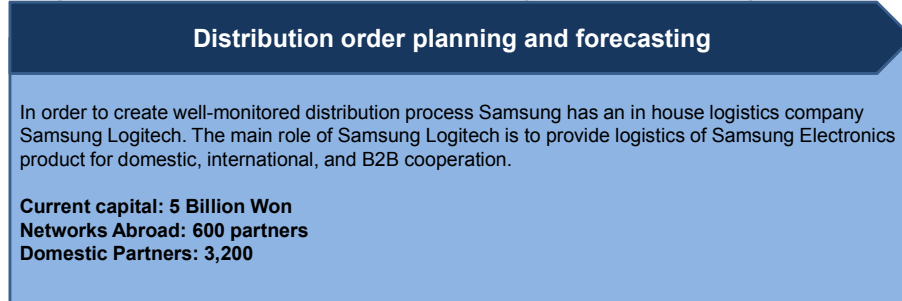 Distribution order planning and forecasting
In order to create well-monitored distribution process Samsung has an in house logistics company
Samsung Logitech. The main role of Samsung Logitech is to provide logistics of Samsung Electronics
product for domestic, international, and B2B cooperation.
Current capital: 5 Billion Won
Networks Abroad: 600 partners
Domestic Partners: 3,200